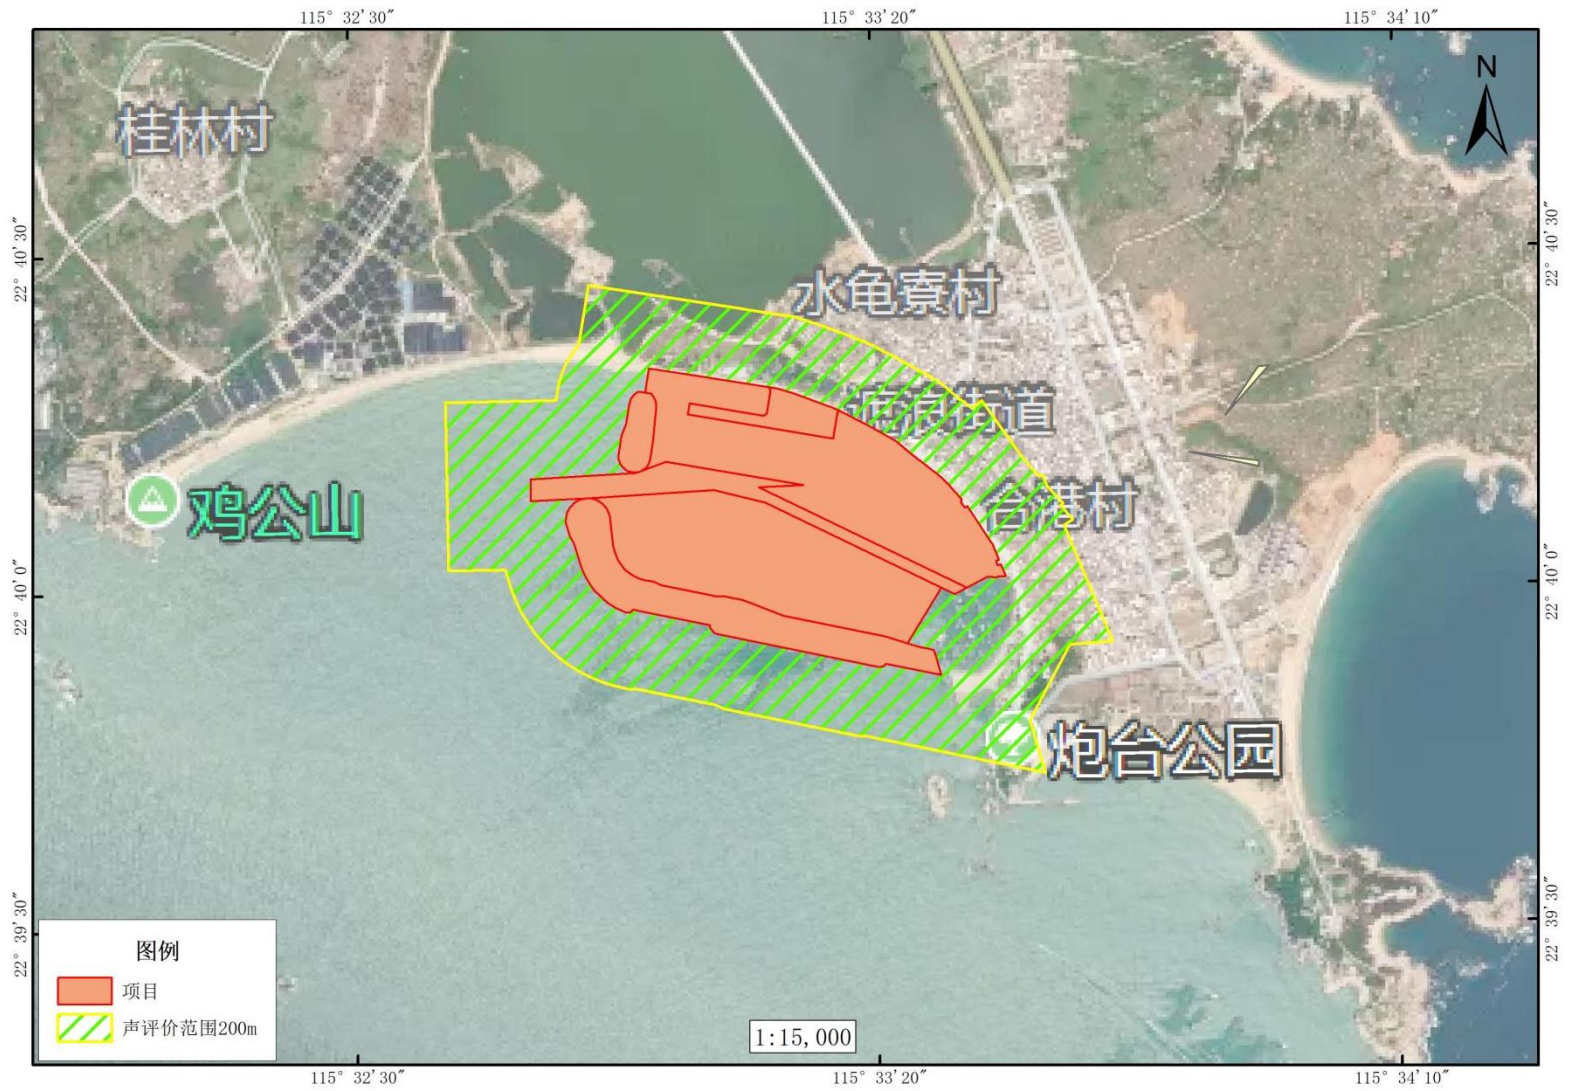 115° 32′30″
115° 33′20″
115° 34′10″
N
桂林村
22° 40′30″
22° 40′30″
水龟寮村
遮浪街道
合港村
鸡公山
22° 40′0″
22° 40′0″
炮台公园
22° 39′30″
22° 39′30″
图例
项目
声评价范围200m
1:15,000
115° 32′30″
115° 33′20″
115° 34′10″